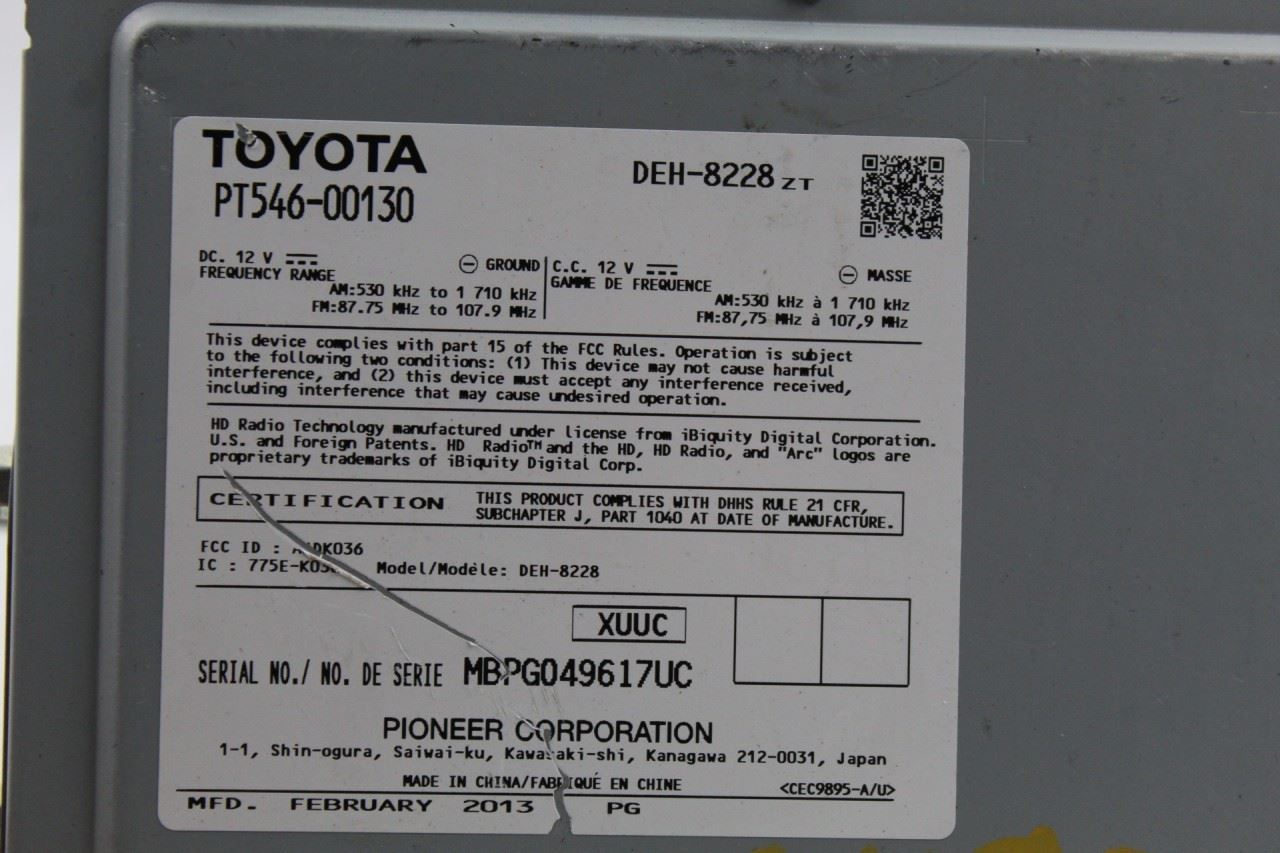 TOYOTA
PT546-00130
DEH-8228 ZT
DC. 12 V
GROUND
FREQUENCY RANGE
AM:530 kHz to 1 710 kHz
FM:87.75 MHz to 107.9 MHz
C.C. 12 V
MASSE
GAMME DE FREQUENCE
AM:530 kHz à 1 710 kHz
FM:87,75 MHz à 107,9 MHz
This device complies with part 15 of the FCC Rules. Operation is subject
to the following two conditions: (1) This device may not cause harmful
interference, and (2) this device must accept any interference received,
including interference that may cause undesired operation.
HD Radio Technology manufactured under license from iBiquity Digital Corporation.
U.S. and Foreign Patents. HD Radio™ and the HD, HD Radio, and "Arc" logos are
proprietary trademarks of iBiquity Digital Corp.
CERTIFICATION
THIS PRODUCT COMPLIES WITH DHHS RULE 21 CFR,
SUBCHAPTER J, PART 1040 AT DATE OF MANUFACTURE.
FCC ID :
IC :
Model/Modèle: DEH-8228
XUUC
SERIAL NO./ NO. DE SERIE MBPG049617UC
PIONEER CORPORATION
1-1, Shin-ogura, Saiwai-ku, Kawasaki-shi, Kanagawa 212-0031, Japan
MADE IN CHINA/FABRIQUÉ EN CHINE
<CEC9895-A/U>
MFD. FEBRUARY 2013 PG